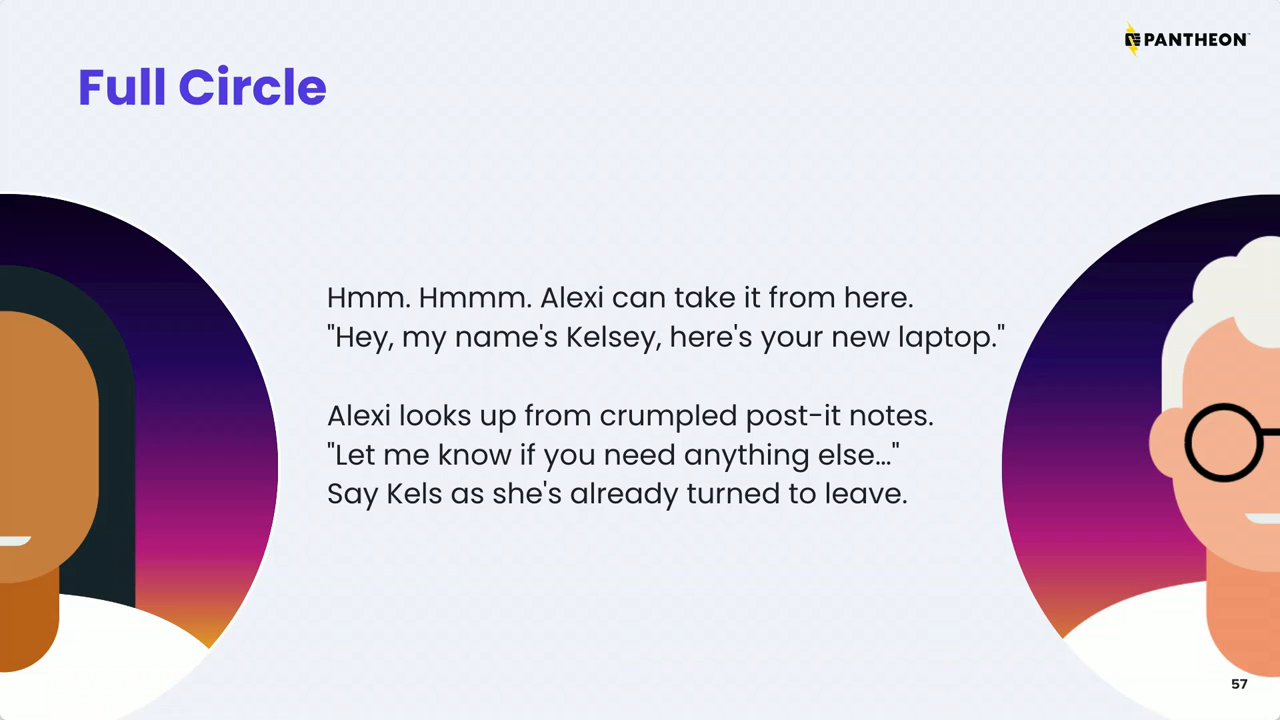 PANTHEON
Full Circle
Hmm. Hmmm. Alexi can take it from here.
"Hey, my name's Kelsey, here's your new laptop."
Alexi looks up from crumpled post-it notes.
"Let me know if you need anything else…"
Say Kels as she's already turned to leave.
57